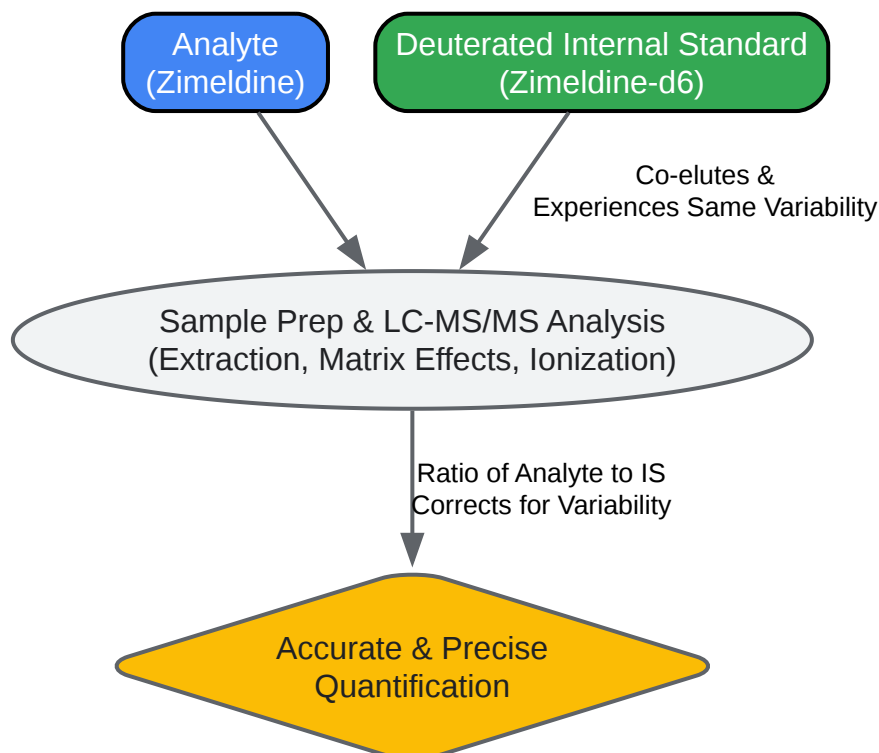 Analyte
(Zimeldine)
Deuterated Internal Standard
(Zimeldine-d6)
Co-elutes &
Experiences Same Variability
Sample Prep & LC-MS/MS Analysis
(Extraction, Matrix Effects, Ionization)
Ratio of Analyte to IS
Corrects for Variability
Accurate & Precise
Quantification